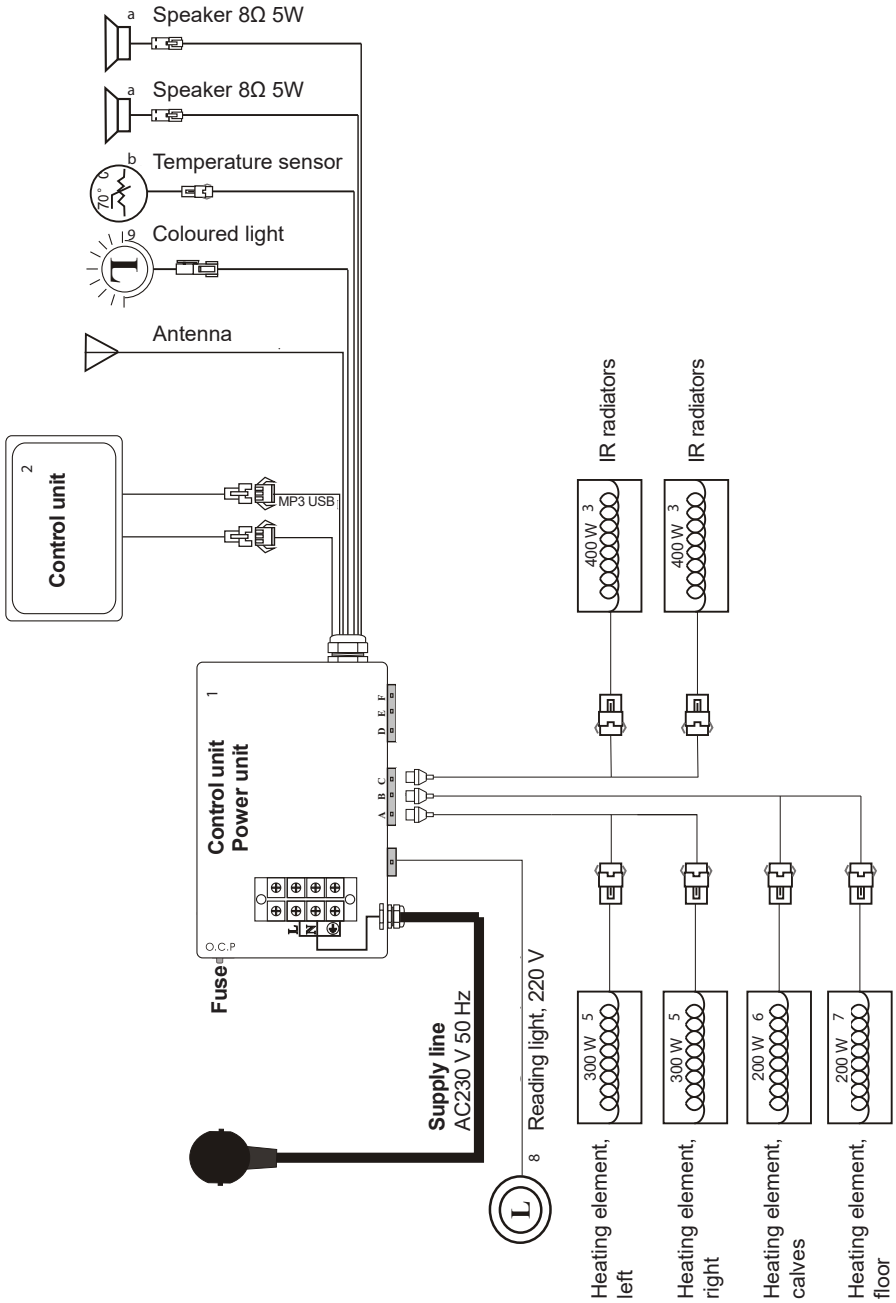 a
Speaker 8Ω 5W
a
Speaker 8Ω 5W
b
70° C
Temperature sensor
9
L
Coloured light
Antenna
2
Control unit
MP3 USB
1
Control unit
Power unit
O.C.P
Fuse
L
N
A B C
D E F
Supply line
AC230 V 50 Hz
8
L
Reading light, 220 V
400 W 3
IR radiators
400 W 3
IR radiators
300 W 5
Heating element,
left
300 W 5
Heating element,
right
200 W 6
Heating element,
calves
200 W 7
Heating element,
floor